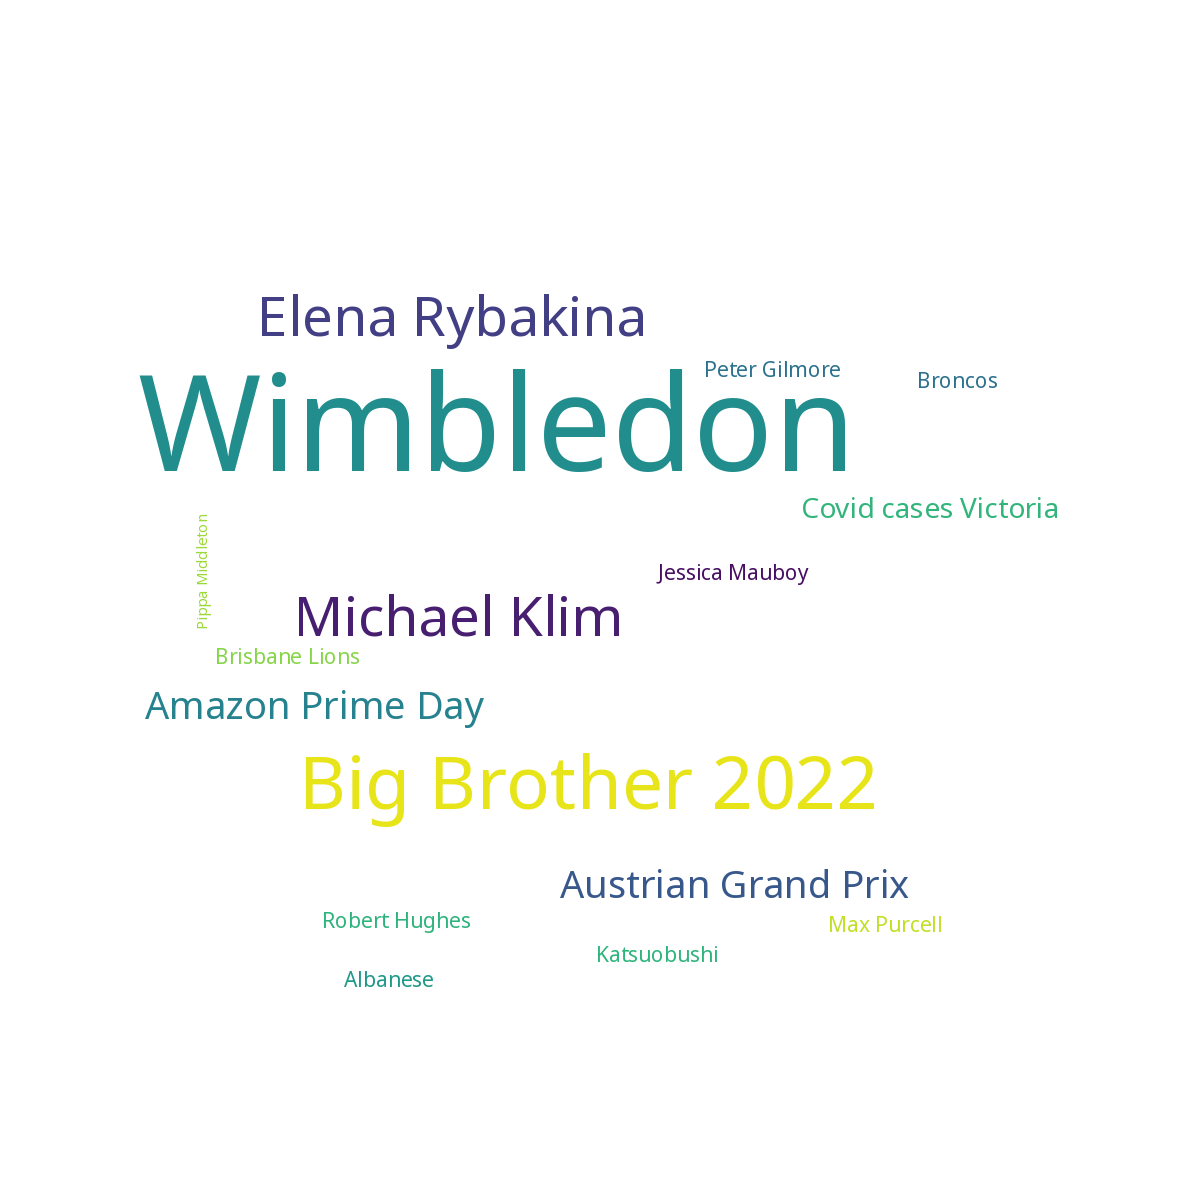 Elena Rybakina
Wimbledon
Peter Gilmore
Broncos
Covid cases Victoria
Pippa Middleton
Jessica Mauboy
Michael Klim
Brisbane Lions
Amazon Prime Day
Big Brother 2022
Austrian Grand Prix
Robert Hughes
Max Purcell
Katsuobushi
Albanese